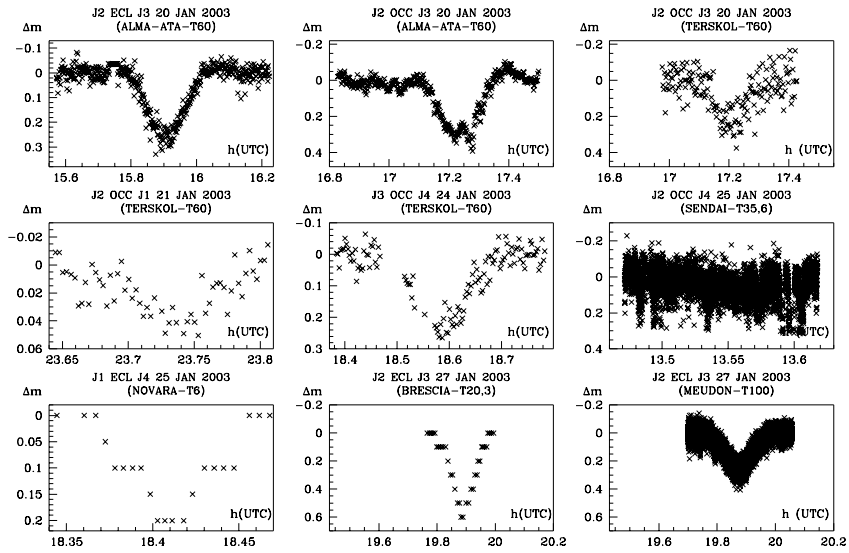 J2 ECL J3 20 JAN 2003
(ALMA-ATA-T60)
Δm
-0.1
0
0.1
0.2
0.3
h(UTC)
15.6
15.8
16
16.2
J2 OCC J3 20 JAN 2003
(ALMA-ATA-T60)
Δm
-0.2
0
0.2
0.4
h(UTC)
16.8
17
17.2
17.4
J2 OCC J3 20 JAN 2003
(TERSKOL-T60)
Δm
-0.2
0
0.2
0.4
h (UTC)
16.8
17
17.2
17.4
J2 OCC J1 21 JAN 2003
(TERSKOL-T60)
Δm
-0.02
0
0.02
0.04
0.06
h(UTC)
23.65
23.7
23.75
23.8
J3 OCC J4 24 JAN 2003
(TERSKOL-T60)
Δm
-0.1
0
0.1
0.2
0.3
h(UTC)
18.4
18.5
18.6
18.7
J2 OCC J4 25 JAN 2003
(SENDAI-T35,6)
Δm
-0.2
0
0.2
0.4
h(UTC)
13.5
13.55
13.6
J1 ECL J4 25 JAN 2003
(NOVARA-T6)
Δm
0
0.05
0.1
0.15
0.2
h(UTC)
18.35
18.4
18.45
J2 ECL J3 27 JAN 2003
(BRESCIA-T20,3)
Δm
-0.2
0
0.2
0.4
0.6
h(UTC)
19.6
19.8
20
20.2
J2 ECL J3 27 JAN 2003
(MEUDON-T100)
Δm
-0.2
0
0.2
0.4
0.6
h (UTC)
19.6
19.8
20
20.2